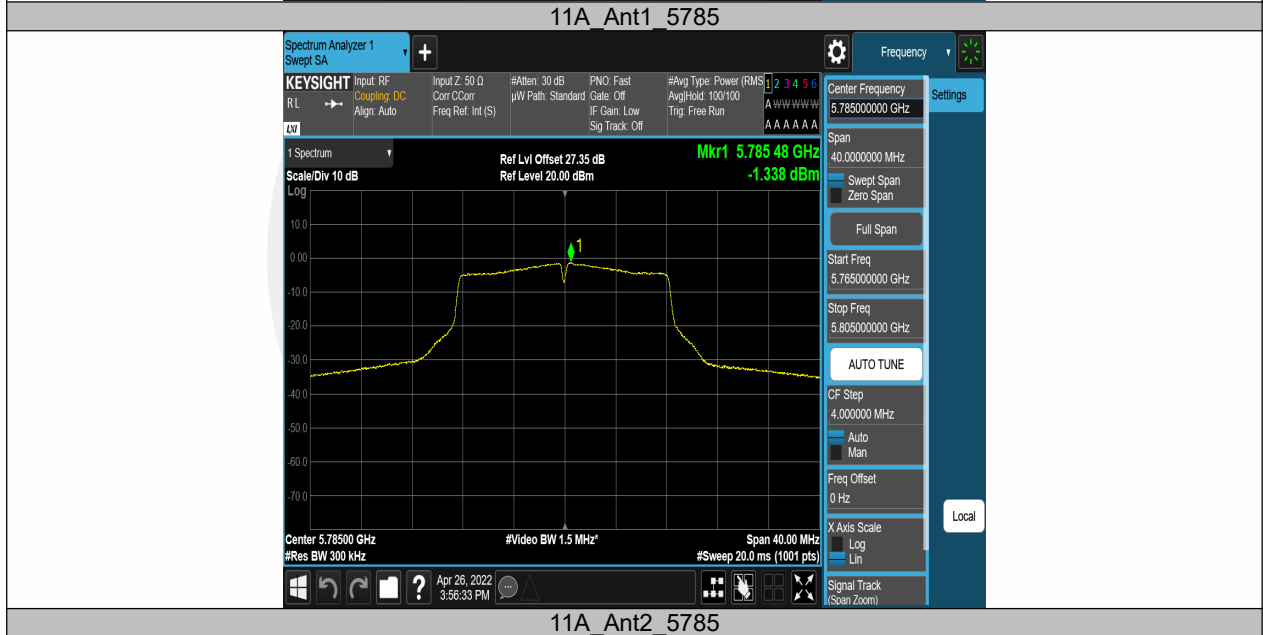 11A_Ant1_5785
Spectrum Analyzer 1
Swept SA
+
Frequency
KEYSIGHT
Input: RF
Coupling: DC
Align: Auto
Input Z: 50 Ω
Corr CCorr
Freq Ref: Int (S)
#Atten: 30 dB
µW Path: Standard
PNO: Fast
Gate: Off
IF Gain: Low
Sig Track: Off
#Avg Type: Power (RMS
Avg|Hold: 100/100
Trig: Free Run
1 2 3 4 5 6
A W W W W W
A A A A A A
RL
LXI
1 Spectrum
Scale/Div 10 dB
Ref Lvl Offset 27.35 dB
Ref Level 20.00 dBm
Mkr1 5.785 48 GHz
-1.338 dBm
Log
10.0
0.00
-10.0
-20.0
-30.0
-40.0
-50.0
-60.0
-70.0
1
Center 5.78500 GHz
#Res BW 300 kHz
#Video BW 1.5 MHz*
Span 40.00 MHz
#Sweep 20.0 ms (1001 pts)
Apr 26, 2022
3:56:33 PM
?
Center Frequency
5.785000000 GHz
Settings
Span
40.0000000 MHz
Swept Span
Zero Span
Full Span
Start Freq
5.765000000 GHz
Stop Freq
5.805000000 GHz
AUTO TUNE
CF Step
4.000000 MHz
Auto
Man
Freq Offset
0 Hz
X Axis Scale
Log
Lin
Local
Signal Track
(Span Zoom)
11A_Ant2_5785